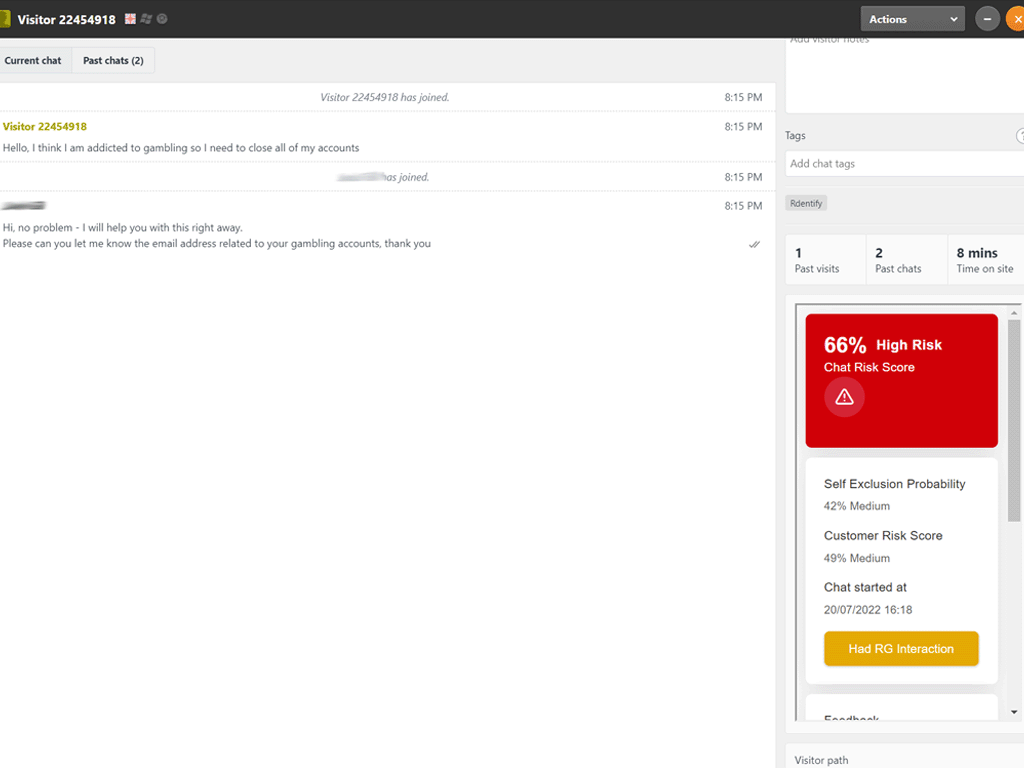 Visitor 22454918
Actions
Current chat
Past chats (2)
Add visitor notes
Visitor 22454918 has joined.
8:15 PM
Visitor 22454918
8:15 PM
Hello, I think I am addicted to gambling so I need to close all of my accounts
has joined.
8:15 PM
8:15 PM
Hi, no problem - I will help you with this right away.
Please can you let me know the email address related to your gambling accounts, thank you
Tags
?
Add chat tags
Rdentify
1
Past visits
2
Past chats
8 mins
Time on site
66% High Risk
Chat Risk Score
Self Exclusion Probability
42% Medium
Customer Risk Score
49% Medium
Chat started at
20/07/2022 16:18
Had RG Interaction
Feedback
Visitor path